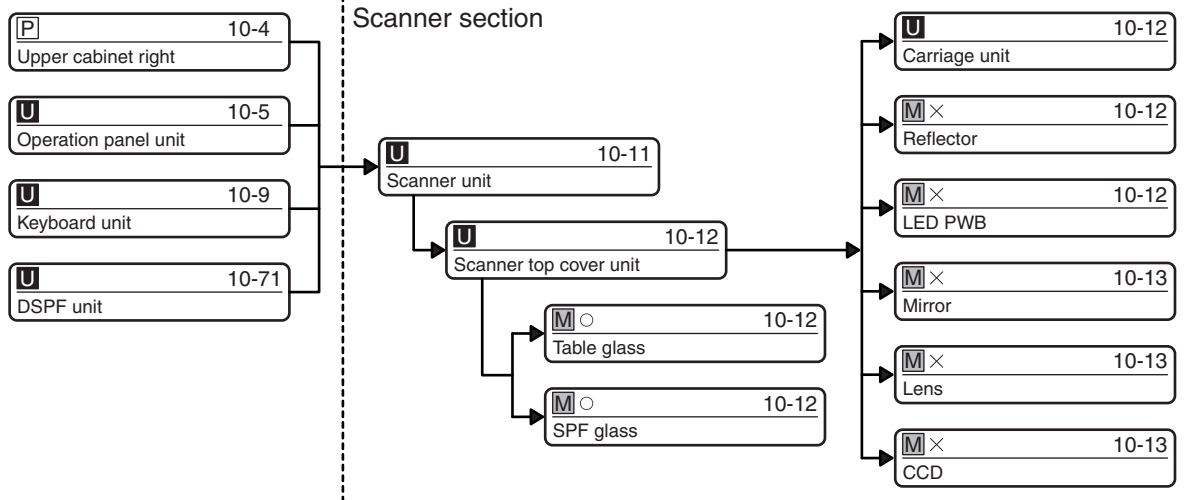 Scanner section
P 10-4
Upper cabinet right
U 10-5
Operation panel unit
U 10-9
Keyboard unit
U 10-71
DSPF unit
U 10-11
Scanner unit
U 10-12
Scanner top cover unit
M ○ 10-12
Table glass
M ○ 10-12
SPF glass
U 10-12
Carriage unit
M × 10-12
Reflector
M × 10-12
LED PWB
M × 10-13
Mirror
M × 10-13
Lens
M × 10-13
CCD